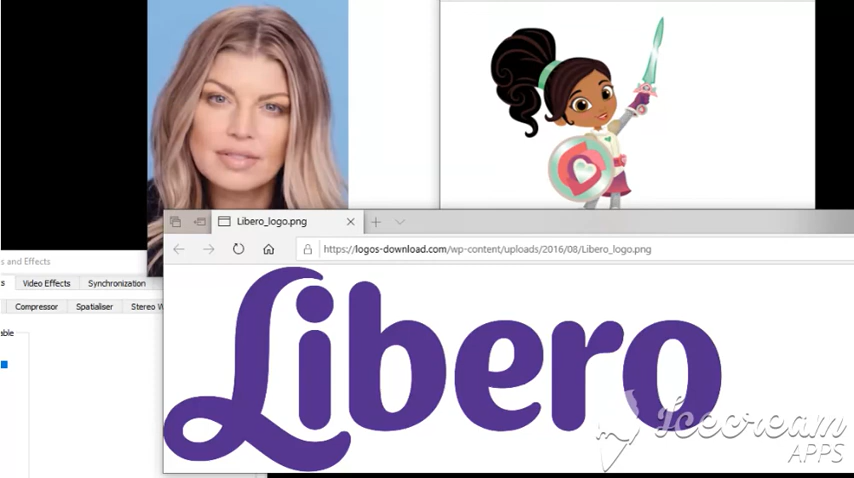 Libero_logo.png
https://logos-download.com/wp-content/uploads/2016/08/Libero_logo.png
s and Effects
s Video Effects Synchronization
Compressor Spatialiser Stereo W
able
Libero
Icecream
APPS